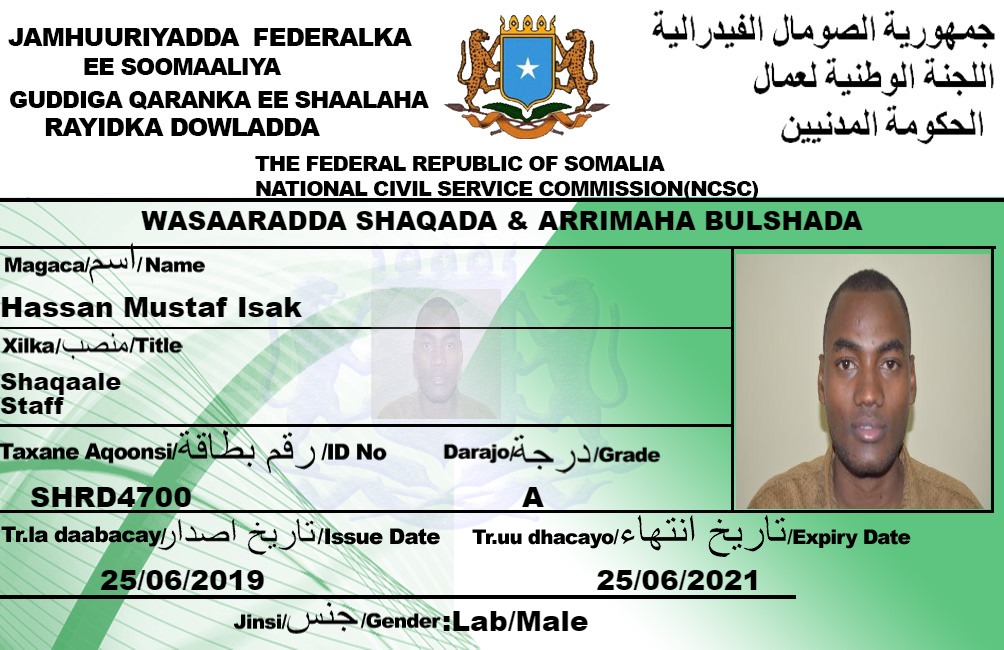 JAMHUURIYADDA FEDERALKA
EE SOOMAALIYA
GUDDIGA QARANKA EE SHAALAHA
RAYIDKA DOWLADDA
جمهورية الصومال الفيدرالية
اللجنة الوطنية لعمال
الحكومة المدنيين
THE FEDERAL REPUBLIC OF SOMALIA
NATIONAL CIVIL SERVICE COMMISSION(NCSC)
WASAARADDA SHAQADA & ARRIMAHA BULSHADA
Magaca/اسم/Name
Hassan Mustaf Isak
Xilka/منصب/Title
Shaqaale
Staff
Taxane Aqoonsi/رقم بطاقة/ID No
SHRD4700
Darajo/درجة/Grade
A
Tr.la daabacay/تاريخ اصدار/Issue Date
25/06/2019
Tr.uu dhacayo/تاريخ انتهاء/Expiry Date
25/06/2021
Jinsi/جنس/Gender:Lab/Male